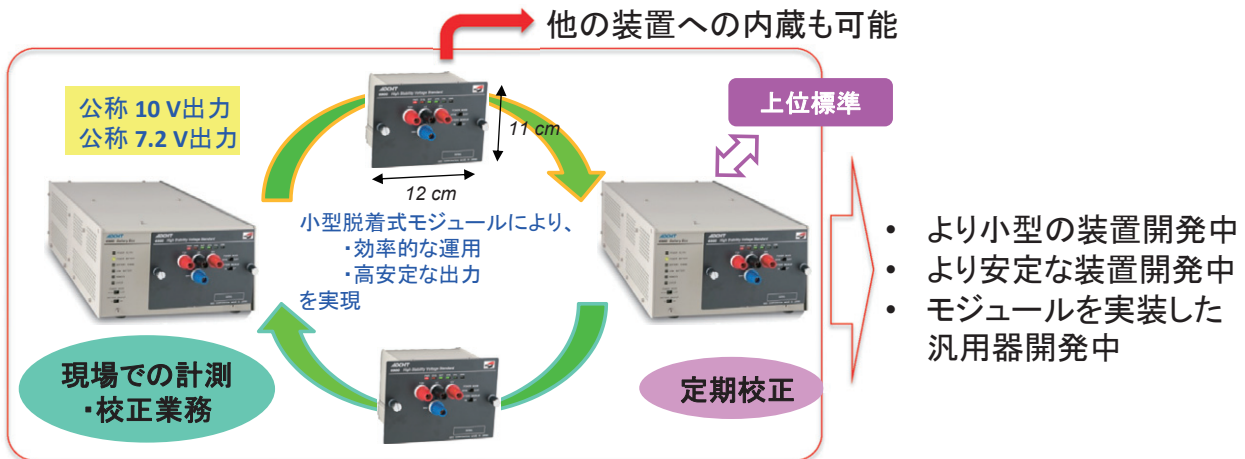 他の装置への内蔵も可能
公称 10 V出力
公称 7.2 V出力
上位標準
11 cm
12 cm
小型脱着式モジュールにより、
・効率的な運用
・高安定な出力
を実現
• より小型の装置開発中
• より安定な装置開発中
• モジュールを実装した
汎用器開発中
現場での計測
・校正業務
定期校正